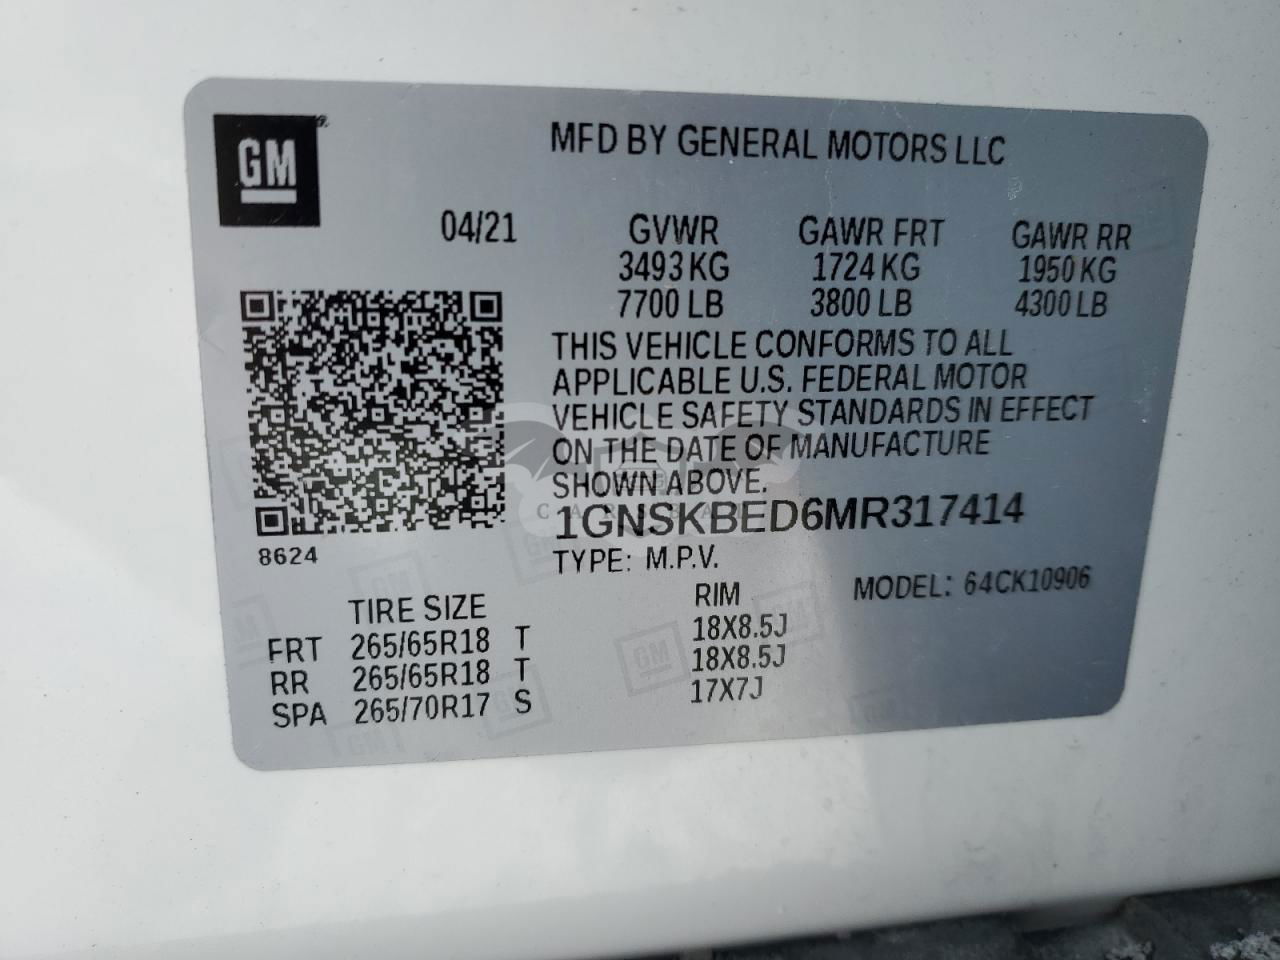 GM
MFD BY GENERAL MOTORS LLC
04/21
GVWR GAWR FRT GAWR RR
3493 KG 1724 KG 1950 KG
7700 LB 3800 LB 4300 LB
THIS VEHICLE CONFORMS TO ALL
APPLICABLE U.S. FEDERAL MOTOR
VEHICLE SAFETY STANDARDS IN EFFECT
ON THE DATE OF MANUFACTURE
SHOWN ABOVE.
1GNSKBED6MR317414
8624
TYPE: M.P.V.
MODEL: 64CK10906
TIRE SIZE RIM
FRT 265/65R18 T 18X8.5J
RR 265/65R18 T 18X8.5J
SPA 265/70R17 S 17X7J